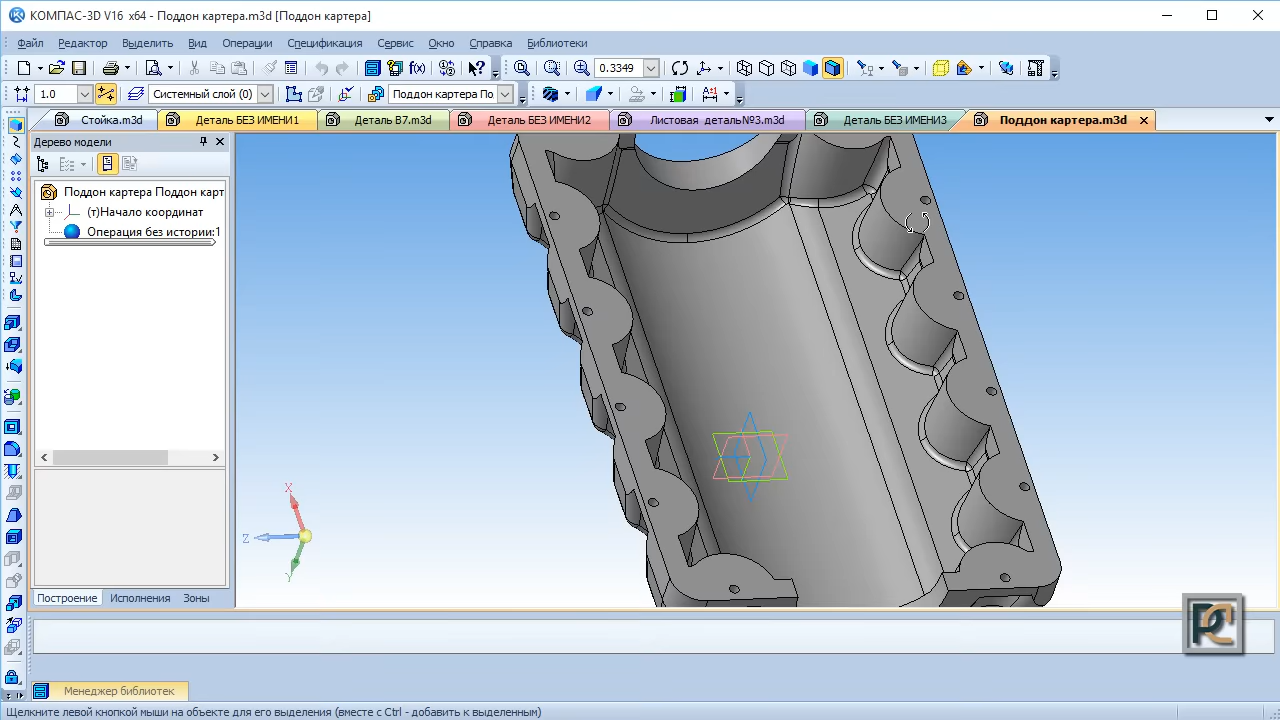 КОМПАС-3D V16 x64 - Поддон картера.m3d [Поддон картера]
Файл Редактор Выделить Вид Операции Спецификация Сервис Окно Справка Библиотеки
f(x) 0.3349
1.0 Системный слой (0) Поддон картера По
Стойка.m3d Деталь БЕЗ ИМЕНИ1 Деталь В7.m3d Деталь БЕЗ ИМЕНИ2 Листовая деталь№3.m3d Деталь БЕЗ ИМЕНИ3 Поддон картера.m3d
Дерево модели
Поддон картера Поддон карт
(т)Начало координат
Операция без истории:1
X
Z
Y
Построение Исполнения Зоны
PC
Менеджер библиотек
Щелкните левой кнопкой мыши на объекте для его выделения (вместе с Ctrl - добавить к выделенным)